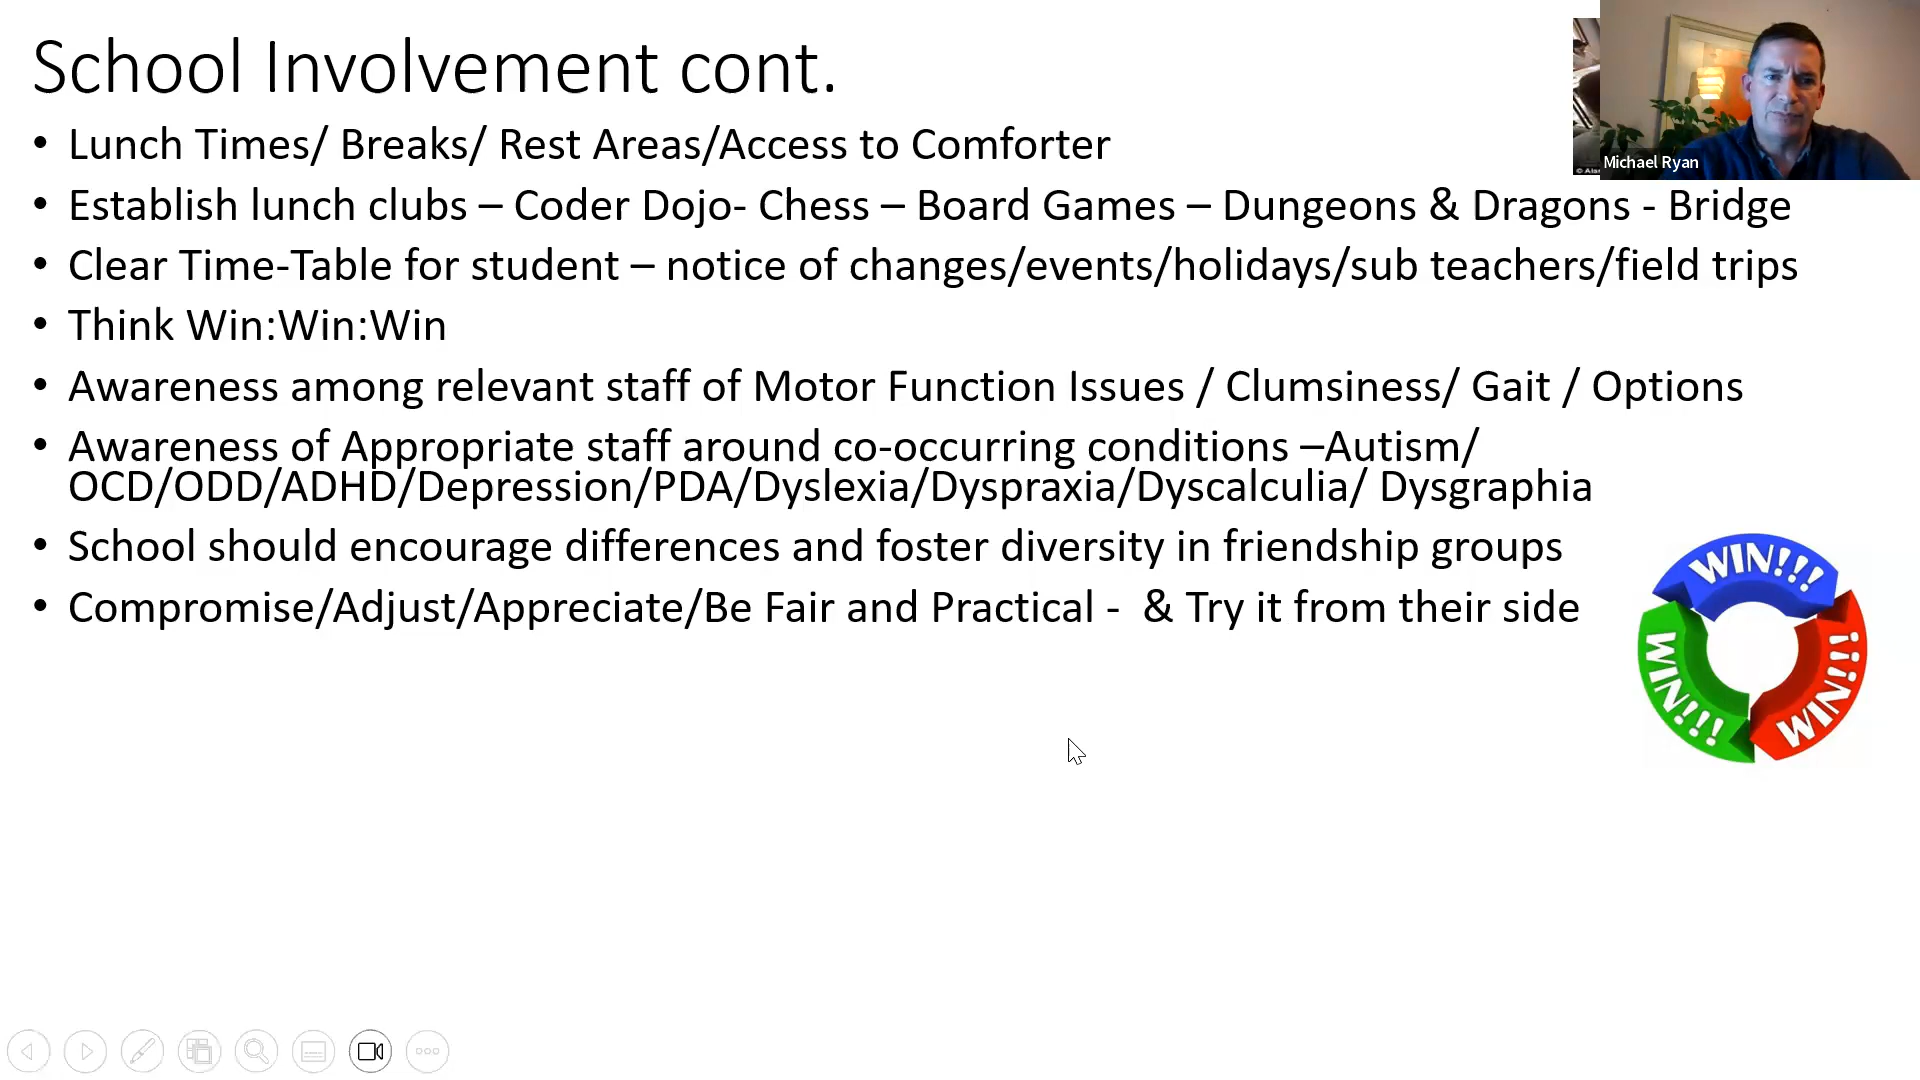 School Involvement cont.
• Lunch Times/ Breaks/ Rest Areas/Access to Comforter
• Establish lunch clubs – Coder Dojo- Chess – Board Games – Dungeons & Dragons - Bridge
• Clear Time-Table for student – notice of changes/events/holidays/sub teachers/field trips
• Think Win:Win:Win
• Awareness among relevant staff of Motor Function Issues / Clumsiness/ Gait / Options
• Awareness of Appropriate staff around co-occurring conditions –Autism/
OCD/ODD/ADHD/Depression/PDA/Dyslexia/Dyspraxia/Dyscalculia/ Dysgraphia
• School should encourage differences and foster diversity in friendship groups
• Compromise/Adjust/Appreciate/Be Fair and Practical -  & Try it from their side
Michael Ryan
WIN!!!
WIN!!!
WIN!!!